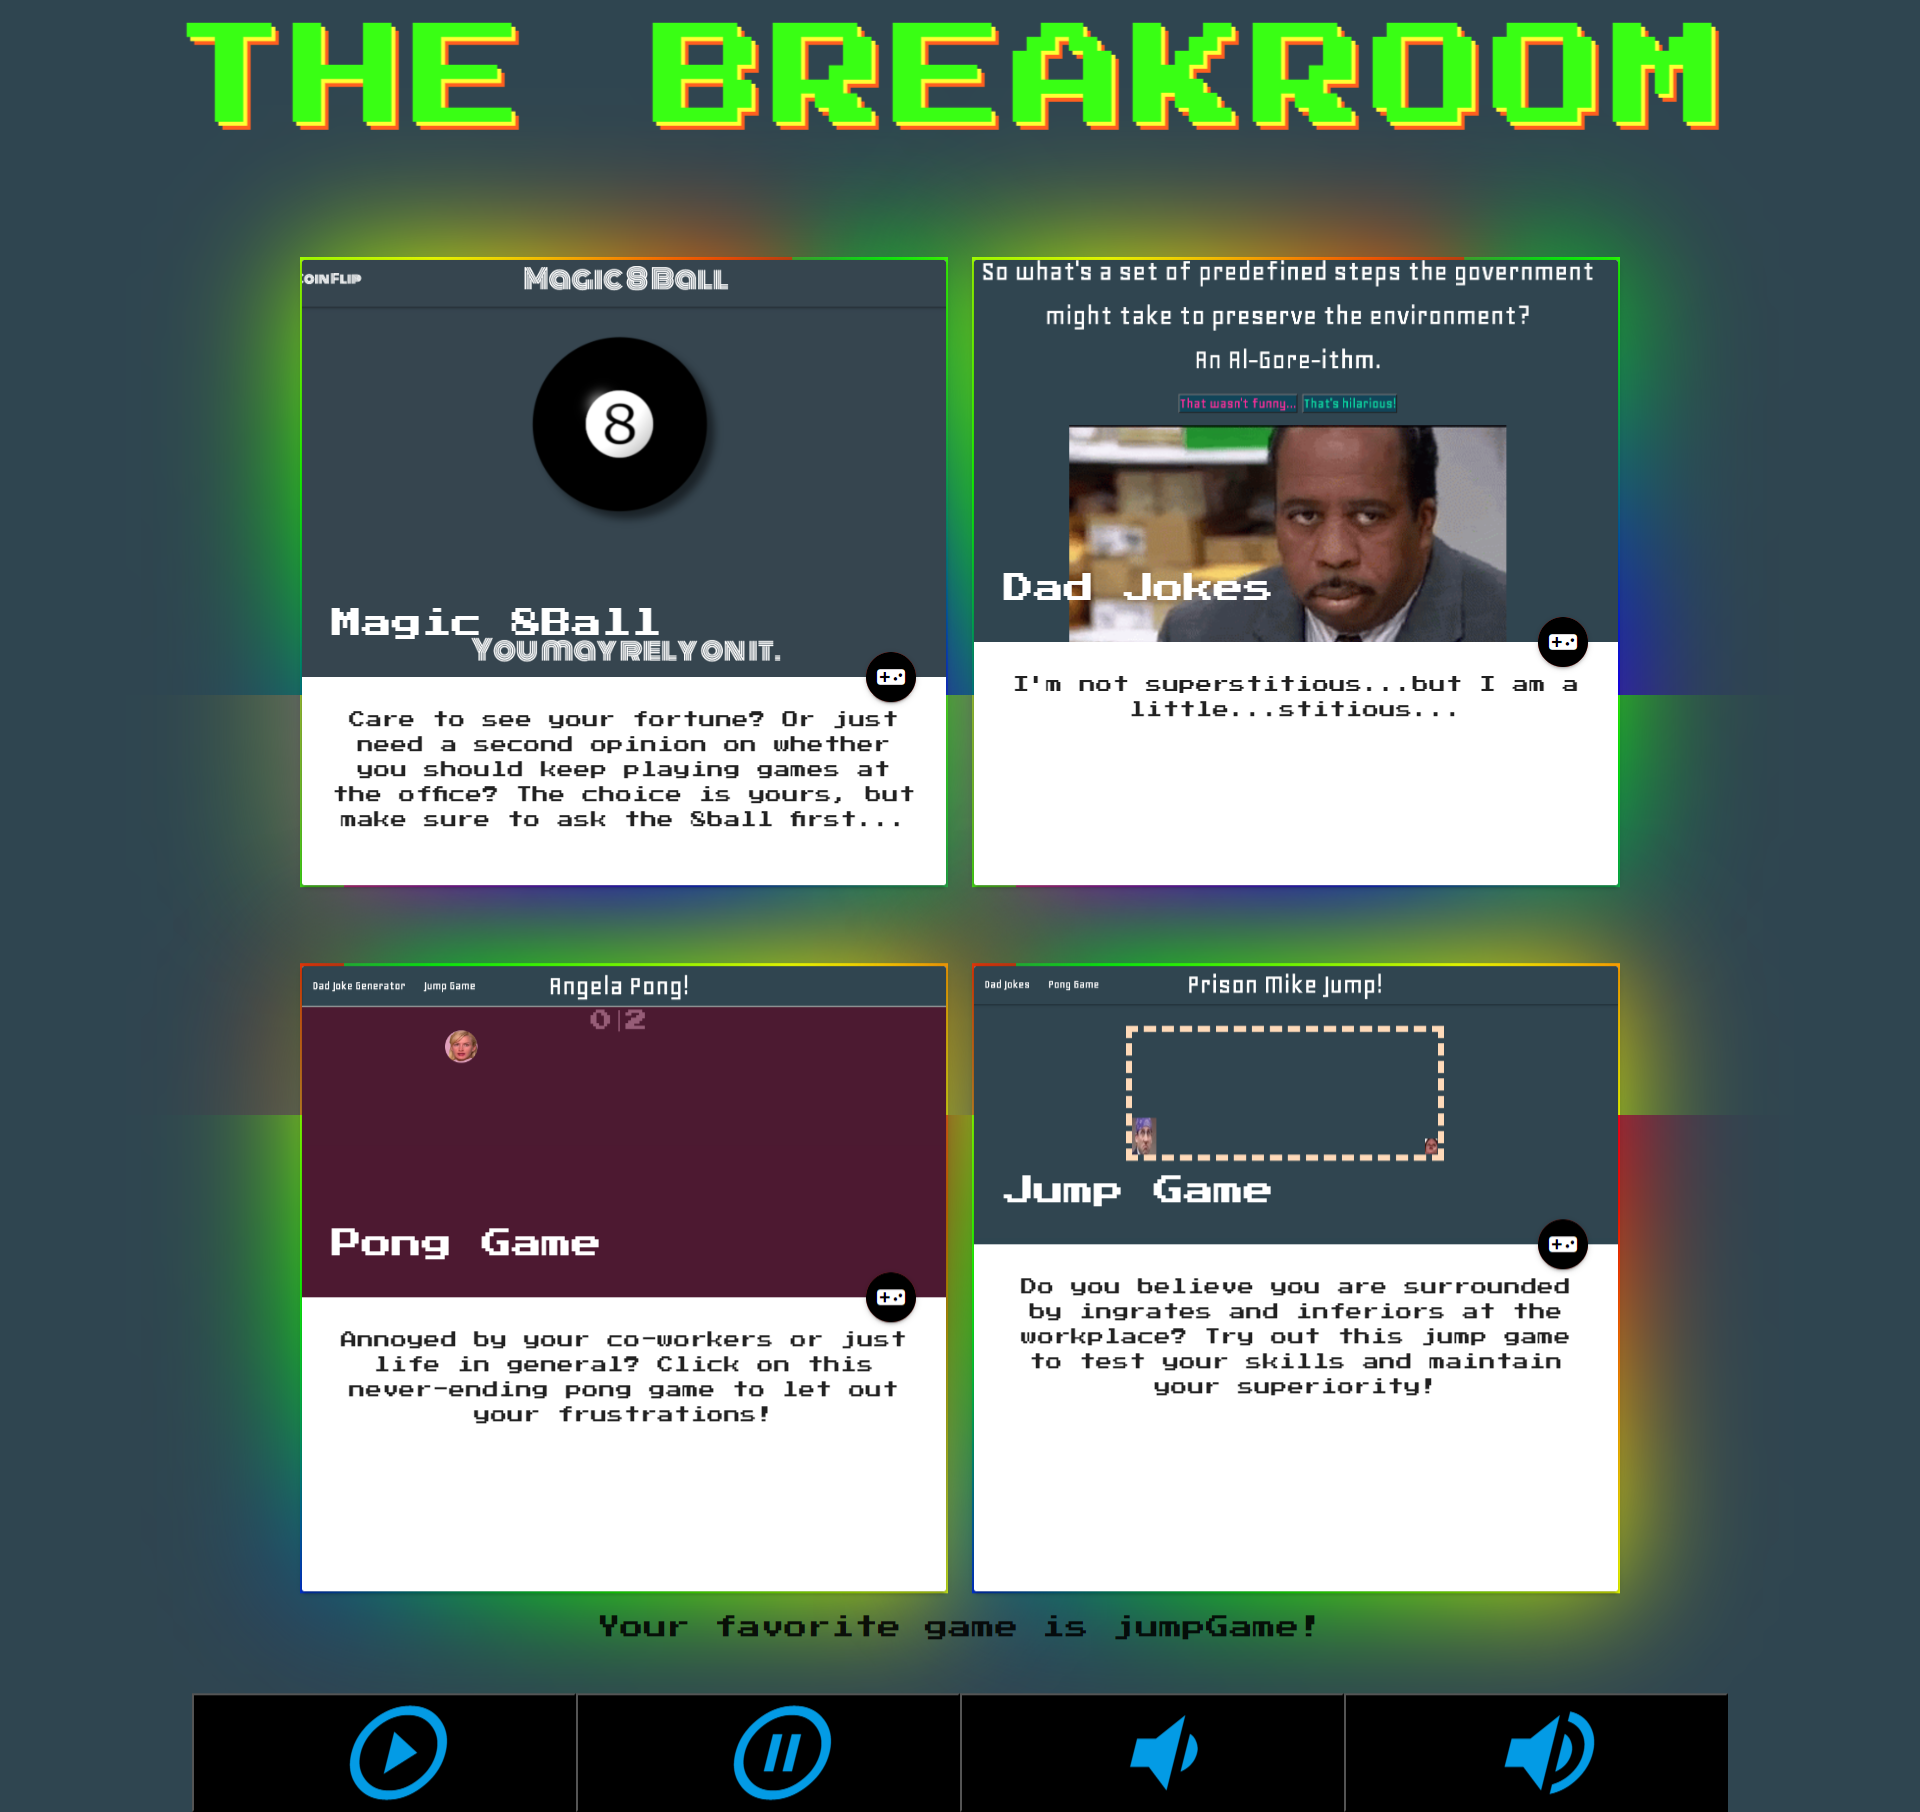 THE BREAKROOM
COIN FLIP
MAGIC 8 BALL
8
Magic 8Ball
YOU MAY RELY ON IT.
Care to see your fortune? Or just
need a second opinion on whether
you should keep playing games at
the office? The choice is yours, but
make sure to ask the 8ball first...
So what's a set of predefined steps the government
might take to preserve the environment?
An Al-Gore-ithm.
That wasn't funny... That's hilarious!
Dad Jokes
I'm not superstitious...but I am a
little...stitious...
Dad Joke Generator Jump Game Angela Pong!
0|2
Pong Game
Annoyed by your co-workers or just
life in general? Click on this
never-ending pong game to let out
your frustrations!
Dad Jokes Pong Game Prison Mike Jump!
Jump Game
Do you believe you are surrounded
by ingrates and inferiors at the
workplace? Try out this jump game
to test your skills and maintain
your superiority!
Your favorite game is jumpGame!